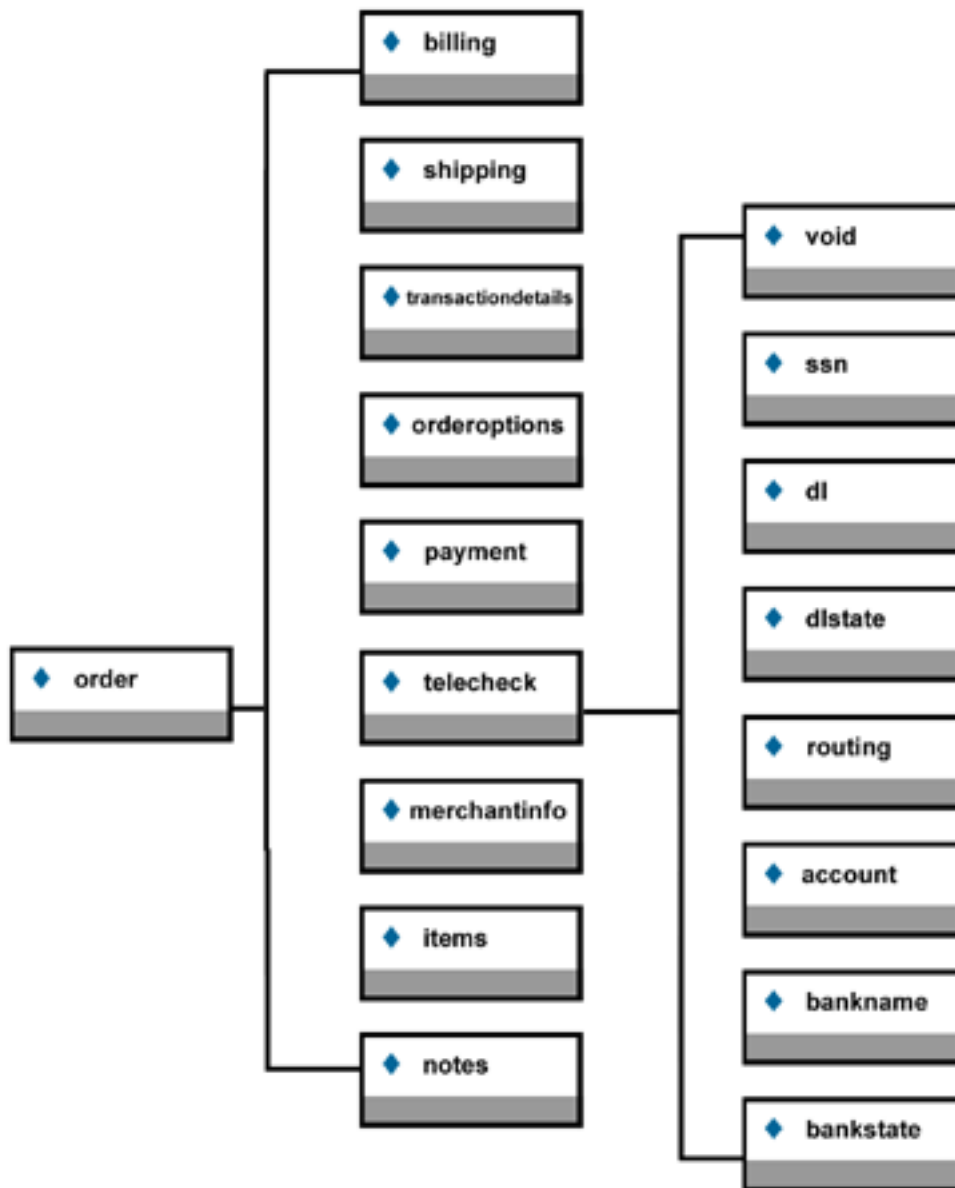 order
billing
shipping
transactiondetails
orderoptions
payment
telecheck
merchantinfo
items
notes
void
ssn
dl
dlstate
routing
account
bankname
bankstate